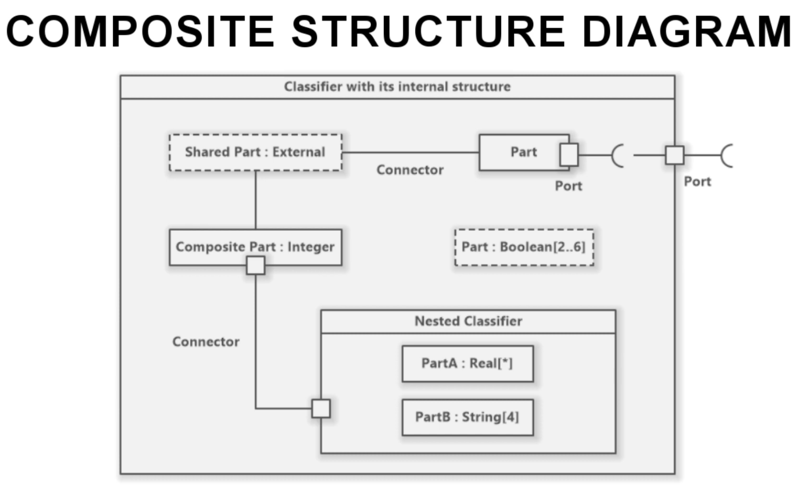 COMPOSITE STRUCTURE DIAGRAM
Classifier with its internal structure
Shared Part : External
Connector
Part
Port
Port
Composite Part : Integer
Part : Boolean[2..6]
Connector
Nested Classifier
PartA : Real[*]
PartB : String[4]